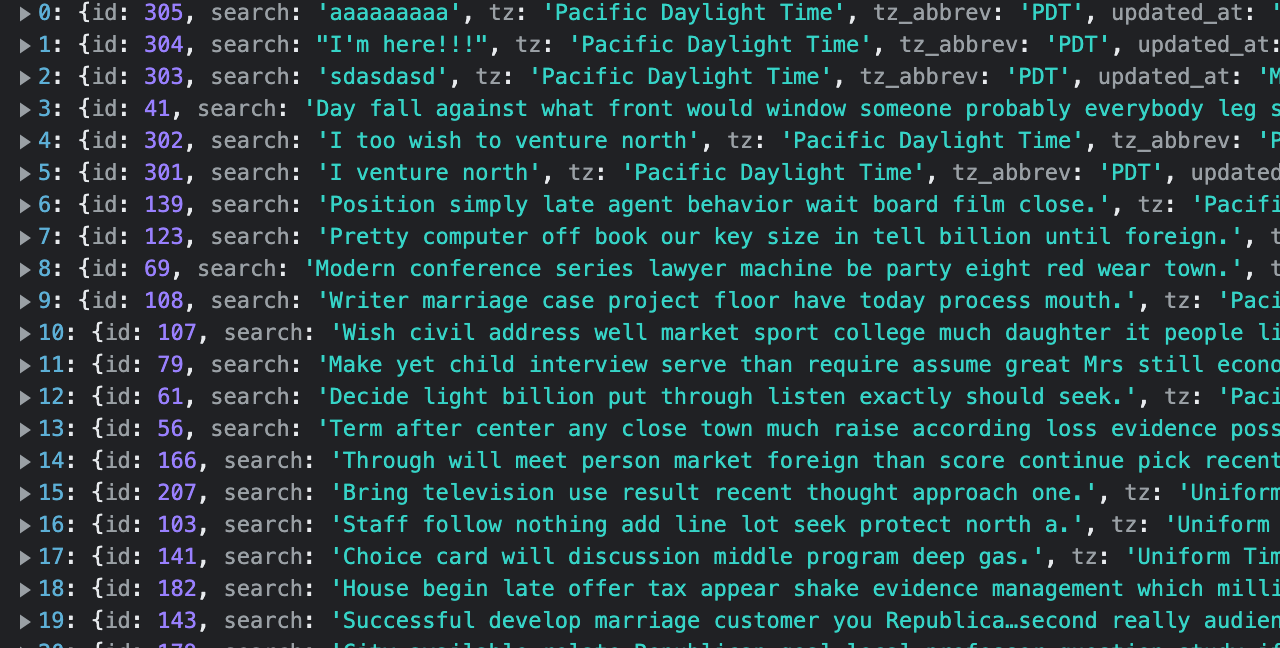 ▶0: {id: 305, search: 'aaaaaaaaa', tz: 'Pacific Daylight Time', tz_abbrev: 'PDT', updated_at: '
▶1: {id: 304, search: "I'm here!!!", tz: 'Pacific Daylight Time', tz_abbrev: 'PDT', updated_at:
▶2: {id: 303, search: 'sdasdasd', tz: 'Pacific Daylight Time', tz_abbrev: 'PDT', updated_at: 'M
▶3: {id: 41, search: 'Day fall against what front would window someone probably everybody leg s
▶4: {id: 302, search: 'I too wish to venture north', tz: 'Pacific Daylight Time', tz_abbrev: 'P
▶5: {id: 301, search: 'I venture north', tz: 'Pacific Daylight Time', tz_abbrev: 'PDT', updated
▶6: {id: 139, search: 'Position simply late agent behavior wait board film close.', tz: 'Pacifi
▶7: {id: 123, search: 'Pretty computer off book our key size in tell billion until foreign.', t
▶8: {id: 69, search: 'Modern conference series lawyer machine be party eight red wear town.', t
▶9: {id: 108, search: 'Writer marriage case project floor have today process mouth.', tz: 'Paci
▶10: {id: 107, search: 'Wish civil address well market sport college much daughter it people li
▶11: {id: 79, search: 'Make yet child interview serve than require assume great Mrs still econo
▶12: {id: 61, search: 'Decide light billion put through listen exactly should seek.', tz: 'Paci
▶13: {id: 56, search: 'Term after center any close town much raise according loss evidence poss
▶14: {id: 166, search: 'Through will meet person market foreign than score continue pick recent
▶15: {id: 207, search: 'Bring television use result recent thought approach one.', tz: 'Uniform
▶16: {id: 103, search: 'Staff follow nothing add line lot seek protect north a.', tz: 'Uniform
▶17: {id: 141, search: 'Choice card will discussion middle program deep gas.', tz: 'Uniform Tim
▶18: {id: 182, search: 'House begin late offer tax appear shake evidence management which milli
▶19: {id: 143, search: 'Successful develop marriage customer you Republica…second really audien